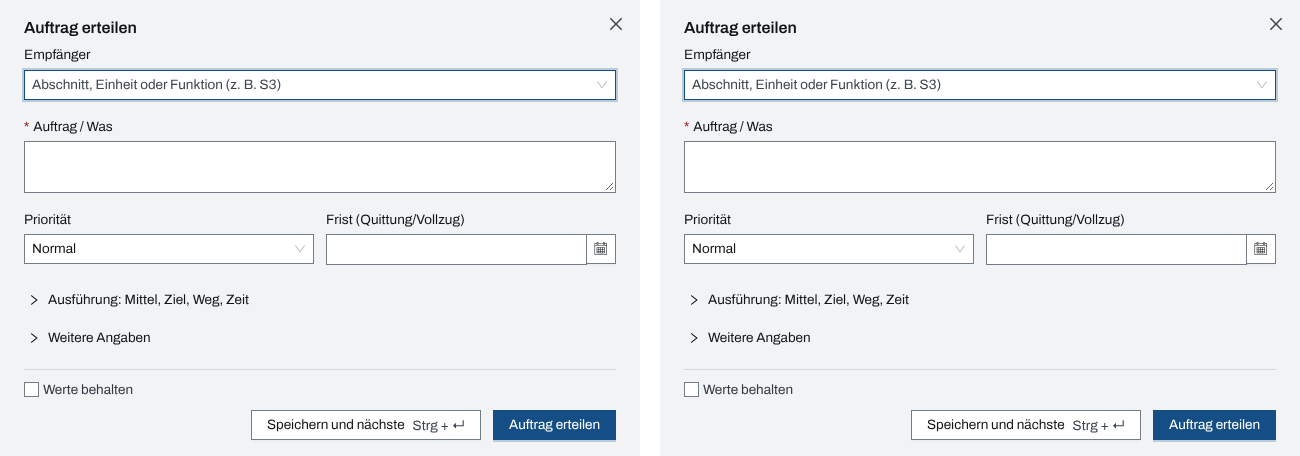 Auftrag erteilen
Empfänger
Abschnitt, Einheit oder Funktion (z. B. S3)
* Auftrag / Was
Priorität
Frist (Quittung/Vollzug)
Normal
Ausführung: Mittel, Ziel, Weg, Zeit
Weitere Angaben
Werte behalten
Speichern und nächste Strg + ↵
Auftrag erteilen
Auftrag erteilen
Empfänger
Abschnitt, Einheit oder Funktion (z. B. S3)
* Auftrag / Was
Priorität
Frist (Quittung/Vollzug)
Normal
Ausführung: Mittel, Ziel, Weg, Zeit
Weitere Angaben
Werte behalten
Speichern und nächste Strg + ↵
Auftrag erteilen